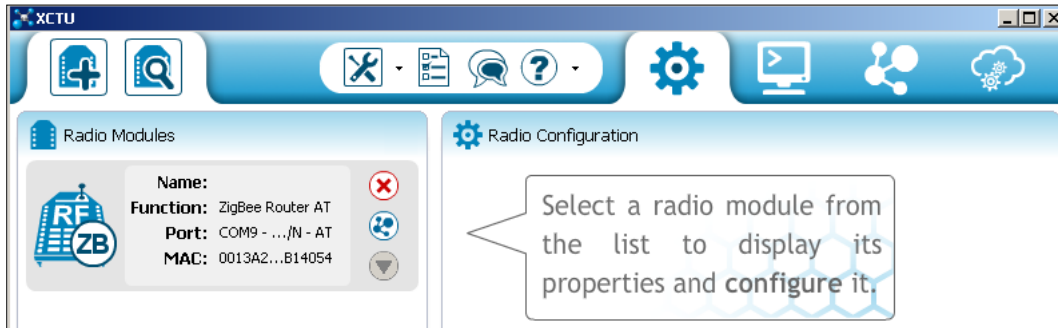 XCTU
Radio Modules
Name:
Function: ZigBee Router AT
Port: COM9 - .../N - AT
MAC: 0013A2...B14054
RF
ZB
Radio Configuration
Select a radio module from
the list to display its
properties and configure it.